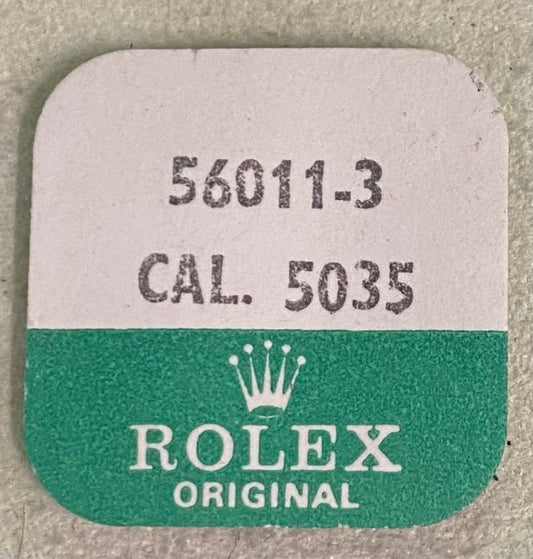 56011-3
CAL. 5035
ROLEX
ORIGINAL